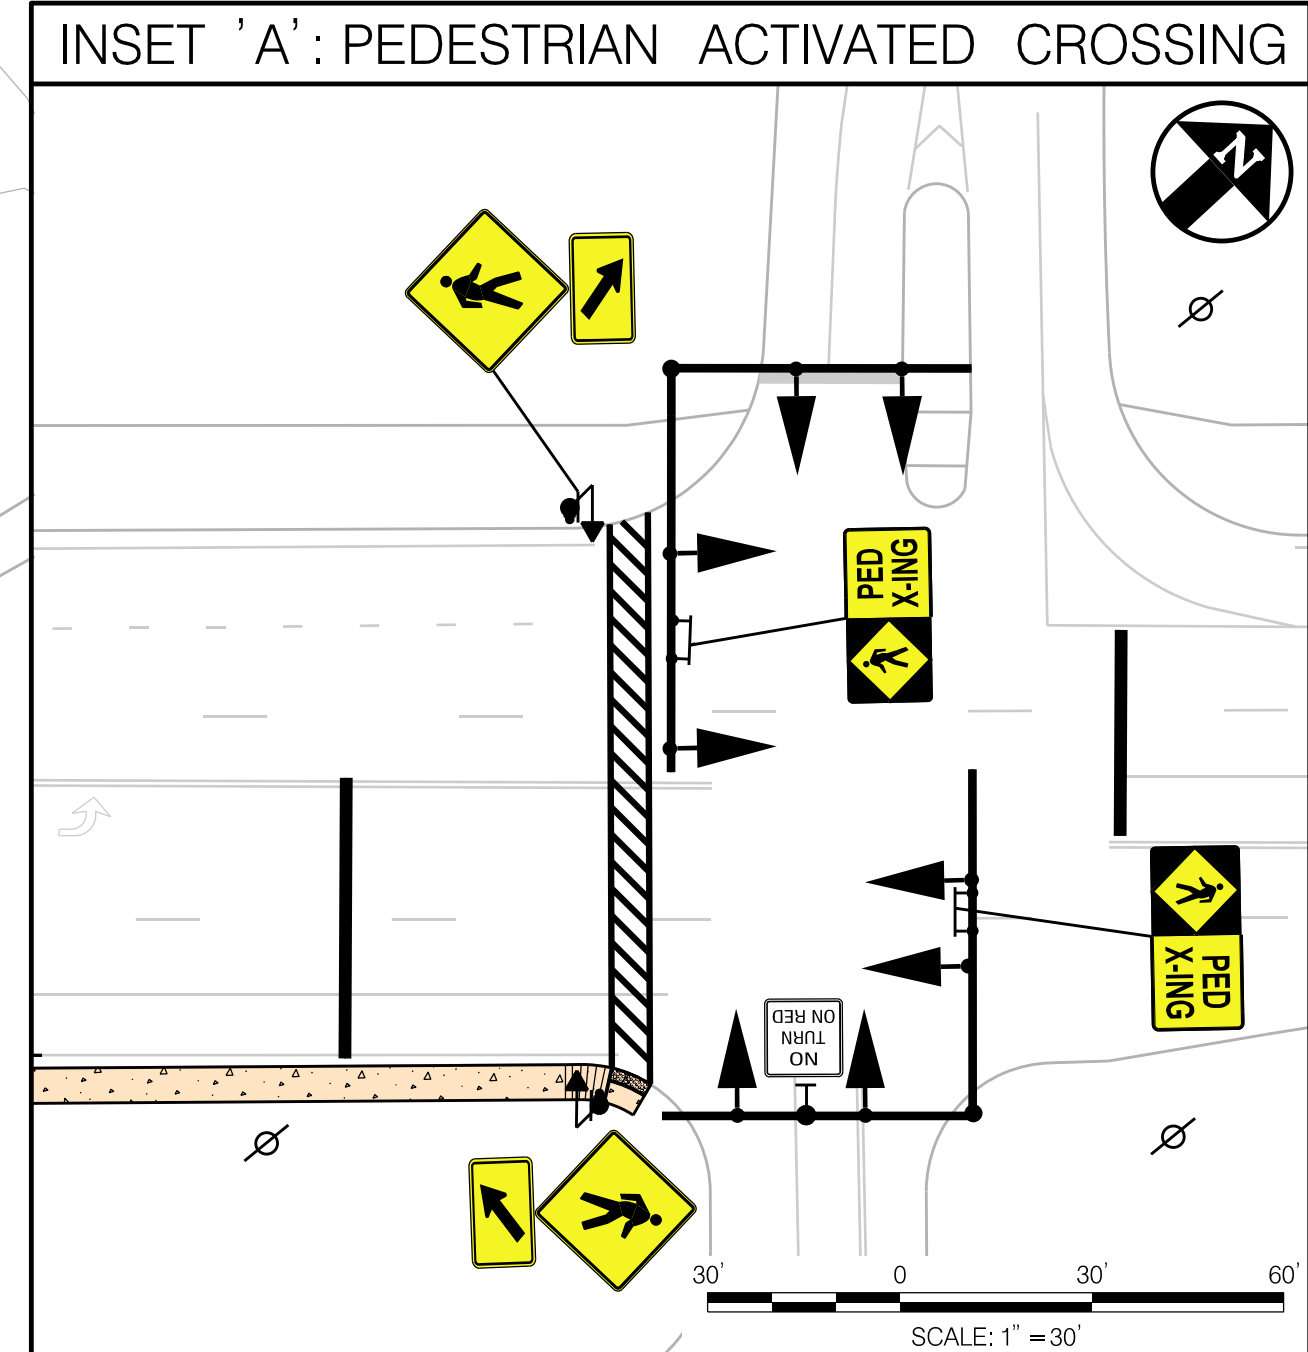 INSET 'A': PEDESTRIAN ACTIVATED CROSSING
N
PED
X-ING
PED
X-ING
NO
TURN
ON RED
30' 0 30' 60'
SCALE: 1" = 30'